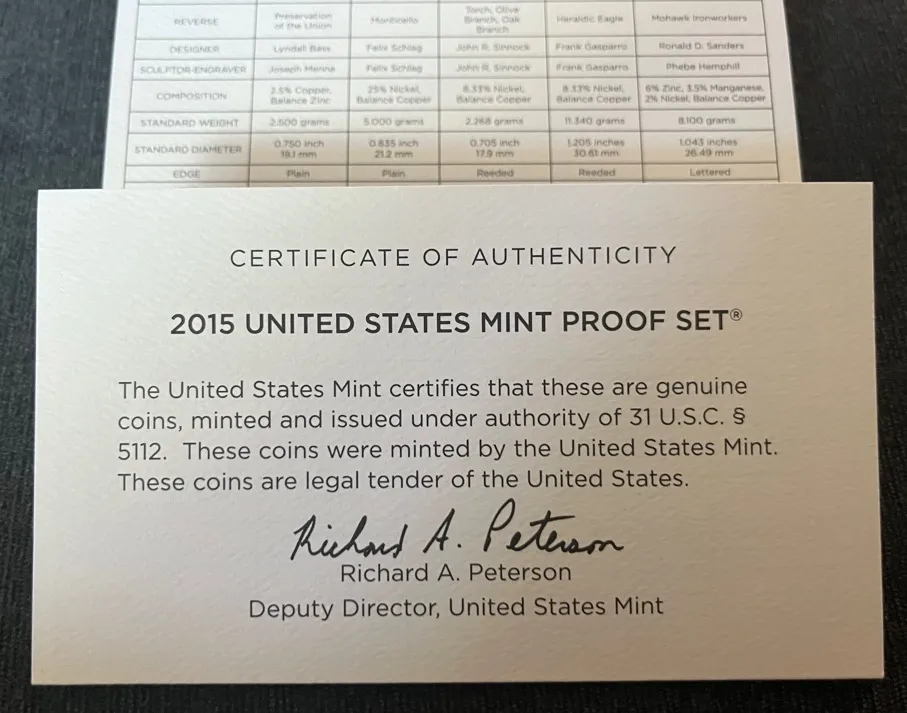 REVERSE Preservation of the Union Monticello Torch, Olive Branch, Oak Branch Heraldic Eagle Mohawk Ironworkers
DESIGNER Lyndall Bass Felix Schlag John R. Sinnock Frank Gasparro Ronald D. Sanders
SCULPTOR-ENGRAVER Joseph Menna Felix Schlag John R. Sinnock Frank Gasparro Phebe Hemphill
COMPOSITION 2.5% Copper, Balance Zinc 25% Nickel, Balance Copper 8.33% Nickel, Balance Copper 8.33% Nickel, Balance Copper 6% Zinc, 3.5% Manganese, 2% Nickel, Balance Copper
STANDARD WEIGHT 2.500 grams 5.000 grams 2.268 grams 11.340 grams 8.100 grams
STANDARD DIAMETER 0.750 inch 19.1 mm 0.835 inch 21.2 mm 0.705 inch 17.9 mm 1.205 inches 30.61 mm 1.043 inches 26.49 mm
EDGE Plain Plain Reeded Reeded Lettered
CERTIFICATE OF AUTHENTICITY
2015 UNITED STATES MINT PROOF SET®
The United States Mint certifies that these are genuine
coins, minted and issued under authority of 31 U.S.C. §
5112. These coins were minted by the United States Mint.
These coins are legal tender of the United States.
Richard A. Peterson
Richard A. Peterson
Deputy Director, United States Mint